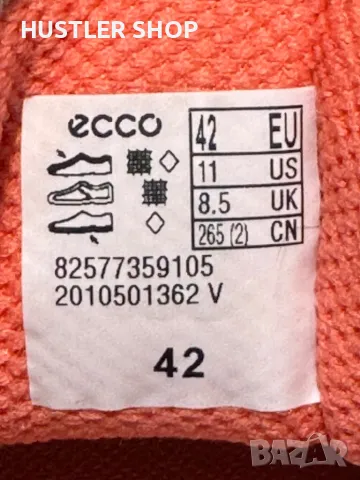 HUSTLER SHOP
ecco
42 EU
11 US
8.5 UK
265 (2) CN
82577359105
2010501362 V
42
BAZAR